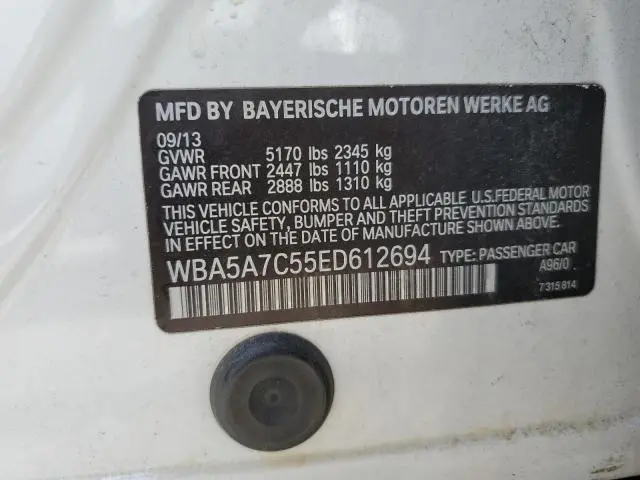 MFD BY BAYERISCHE MOTOREN WERKE AG
09/13
GVWR 5170 lbs 2345 kg
GAWR FRONT 2447 lbs 1110 kg
GAWR REAR 2888 lbs 1310 kg
THIS VEHICLE CONFORMS TO ALL APPLICABLE U.S.FEDERAL MOTOR
VEHICLE SAFETY, BUMPER AND THEFT PREVENTION STANDARDS
IN EFFECT ON THE DATE OF MANUFACTURE SHOWN ABOVE.
WBA5A7C55ED612694 TYPE: PASSENGER CAR
A96/0
7315814